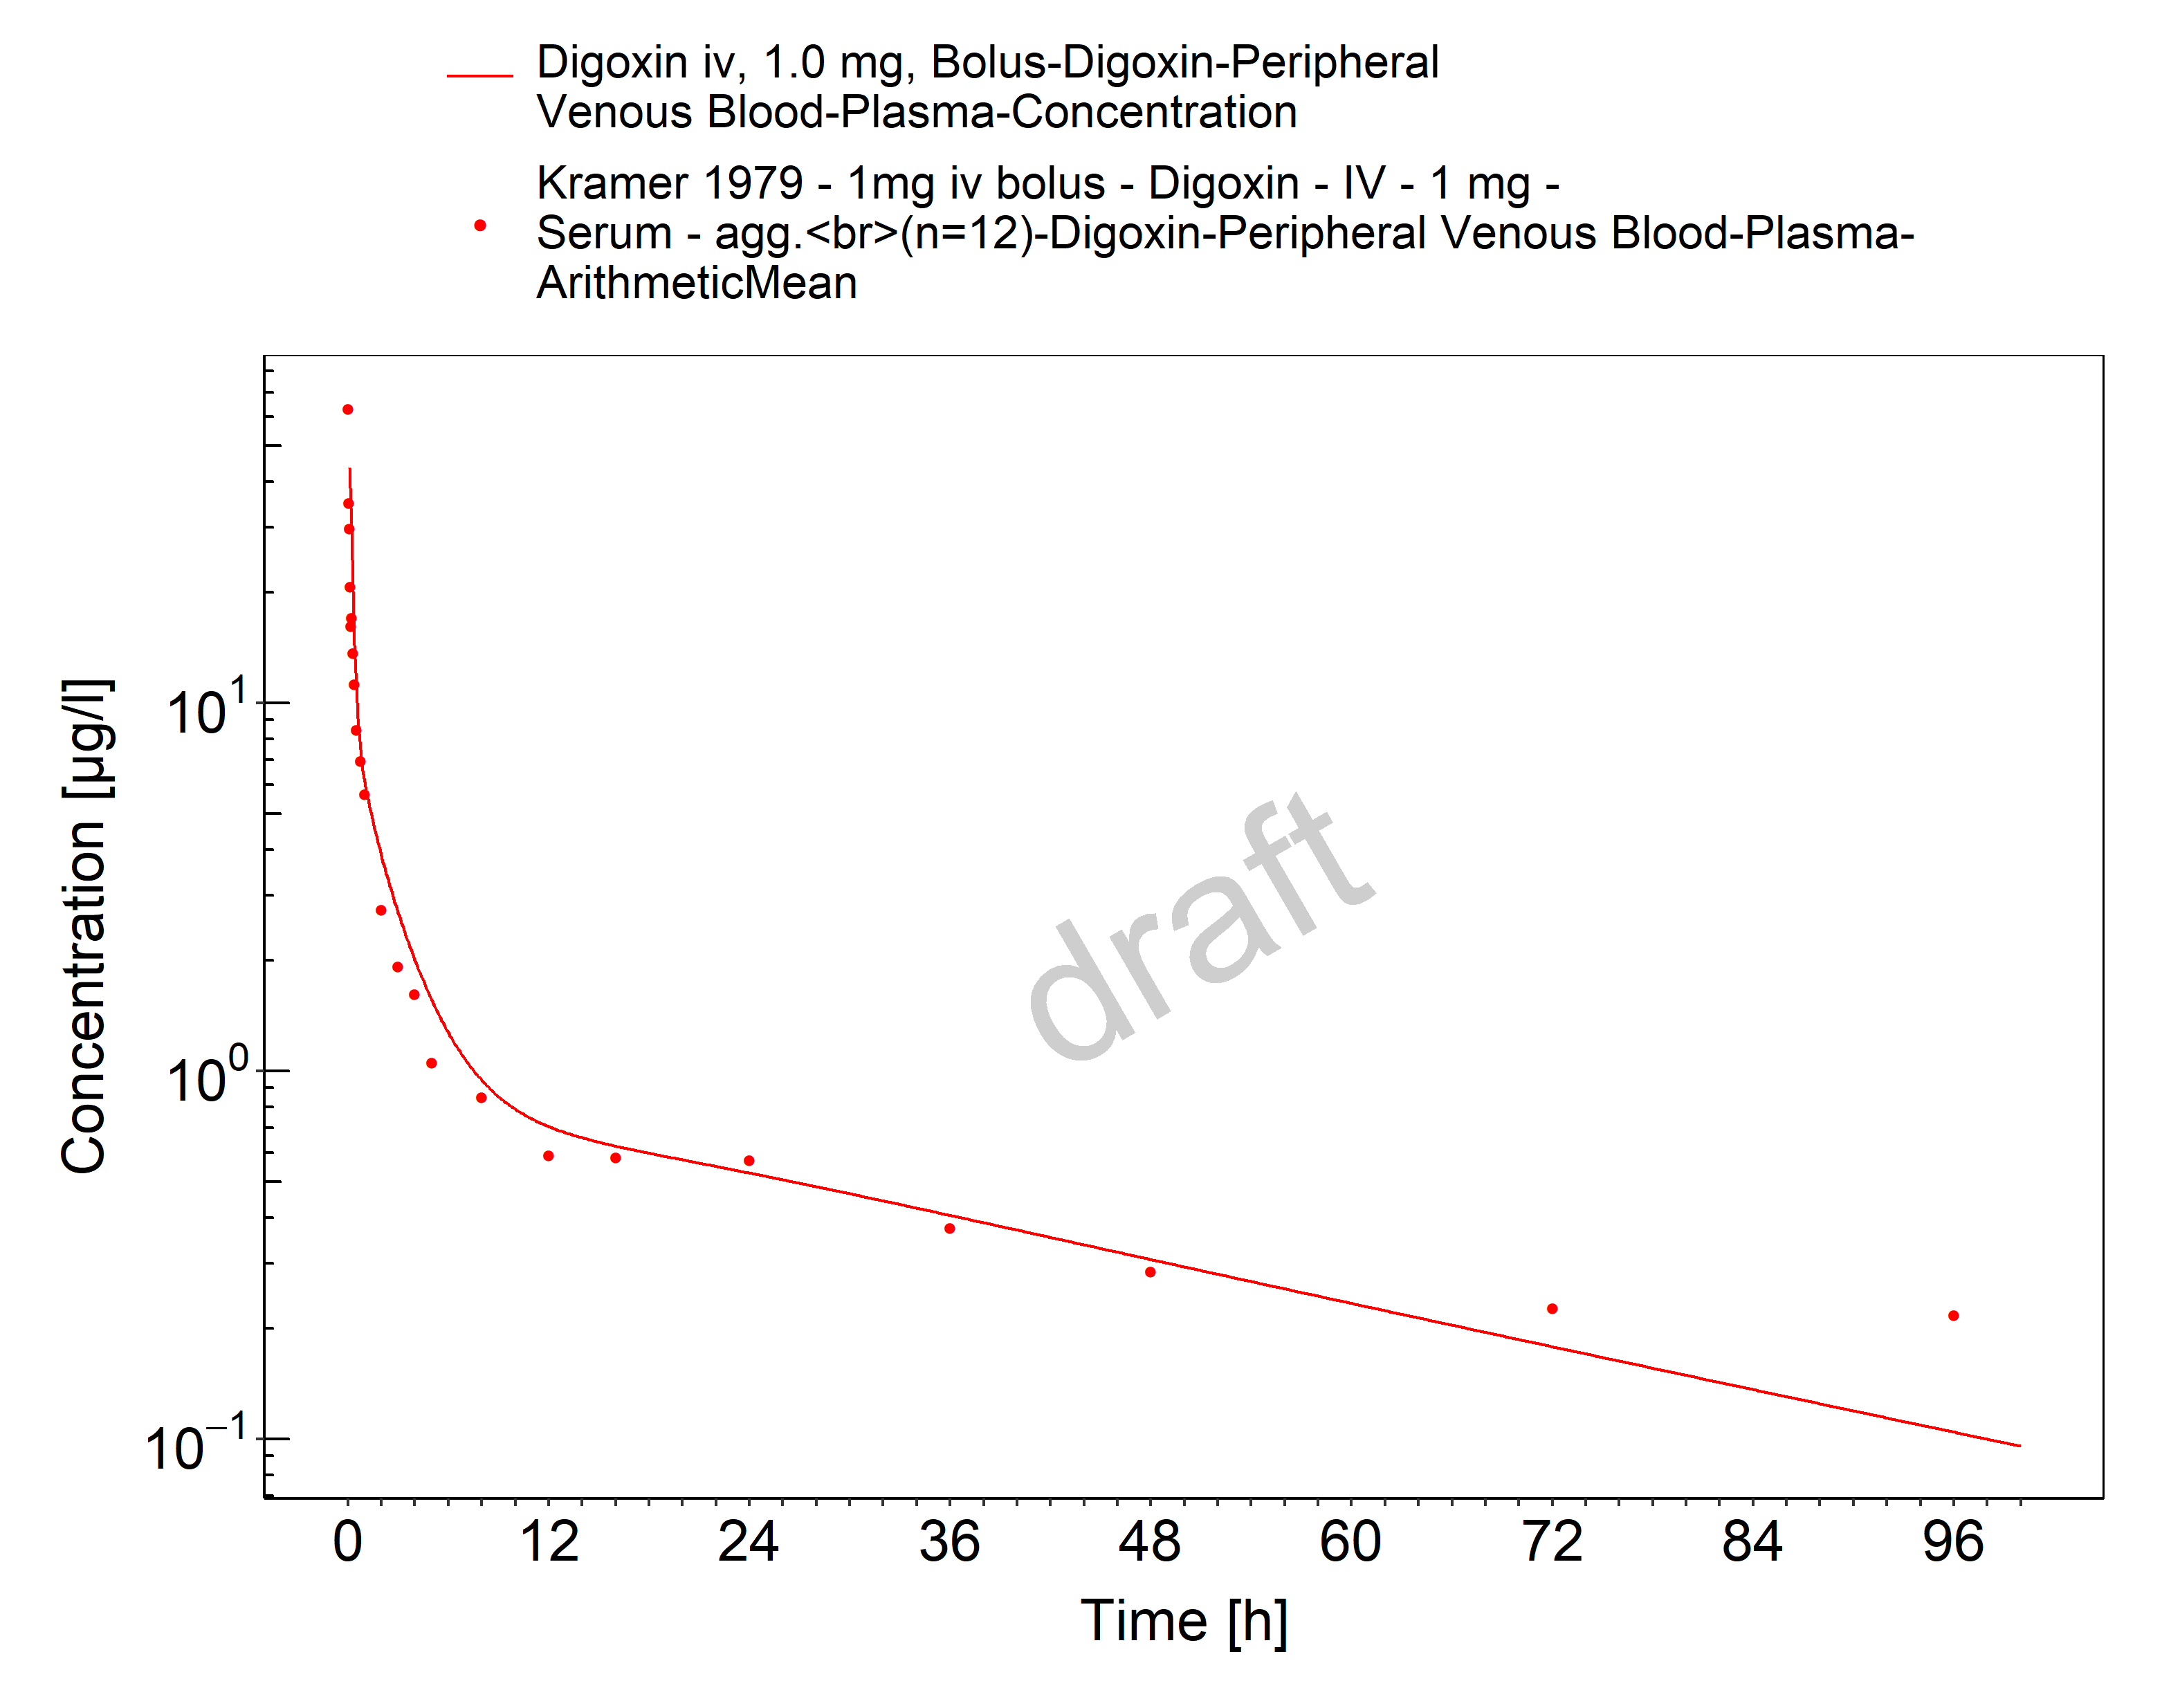 Digoxin iv, 1.0 mg, Bolus-Digoxin-Peripheral
Venous Blood-Plasma-Concentration
Kramer 1979 - 1mg iv bolus - Digoxin - IV - 1 mg -
Serum - agg.<br>(n=12)-Digoxin-Peripheral Venous Blood-Plasma-
ArithmeticMean
Concentration [µg/l]
10¹
10⁰
10⁻¹
draft
0 12 24 36 48 60 72 84 96
Time [h]